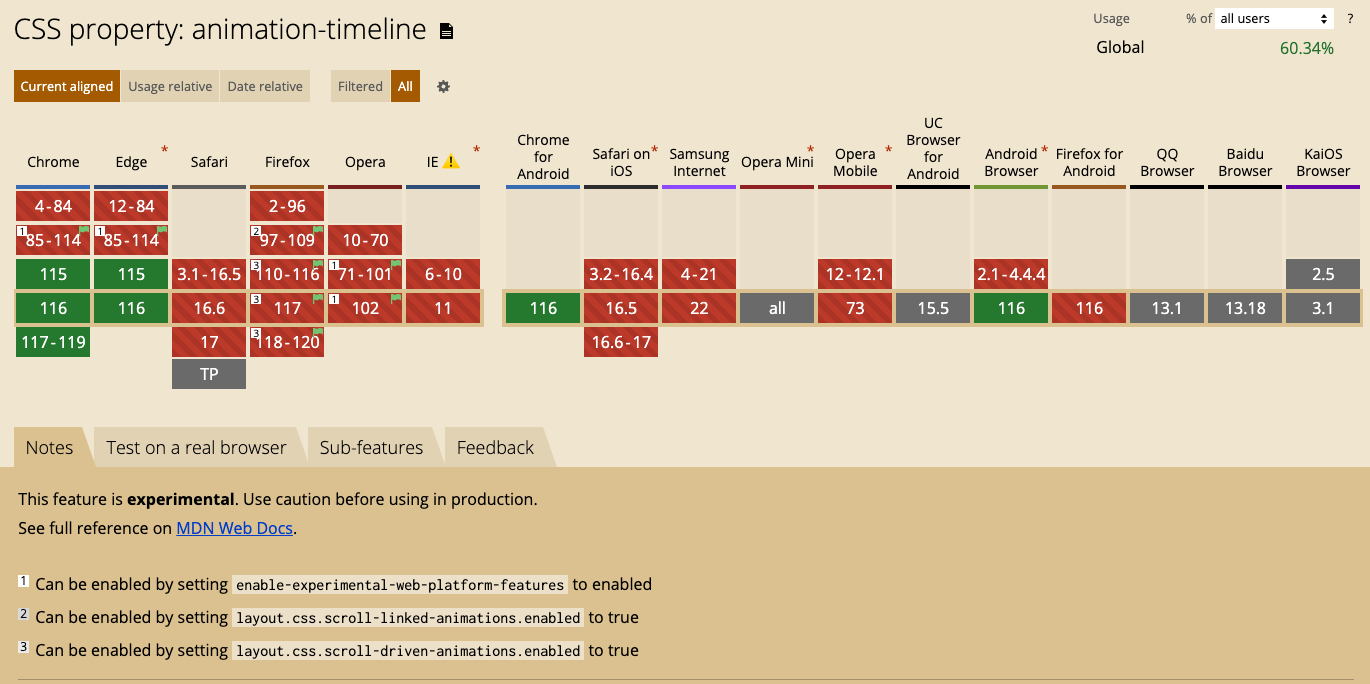 CSS property: animation-timeline
Usage % of all users ?
Global 60.34%
Current aligned Usage relative Date relative Filtered All
Chrome Edge * Safari Firefox Opera IE * Chrome for Android Safari on iOS * Samsung Internet Opera Mini * Opera Mobile * UC Browser for Android Android Browser * Firefox for Android QQ Browser Baidu Browser KaiOS Browser
4-84 12-84 2-96
1 85-114 1 85-114 2 97-109 10-70
115 115 3.1-16.5 3 110-116 1 71-101 6-10 3.2-16.4 4-21 12-12.1 2.1-4.4.4 2.5
116 116 16.6 3 117 1 102 11 116 16.5 22 all 73 15.5 116 116 13.1 13.18 3.1
117-119 17 3 118-120 16.6-17
TP
Notes Test on a real browser Sub-features Feedback
This feature is experimental. Use caution before using in production.
See full reference on MDN Web Docs.
1 Can be enabled by setting enable-experimental-web-platform-features to enabled
2 Can be enabled by setting layout.css.scroll-linked-animations.enabled to true
3 Can be enabled by setting layout.css.scroll-driven-animations.enabled to true